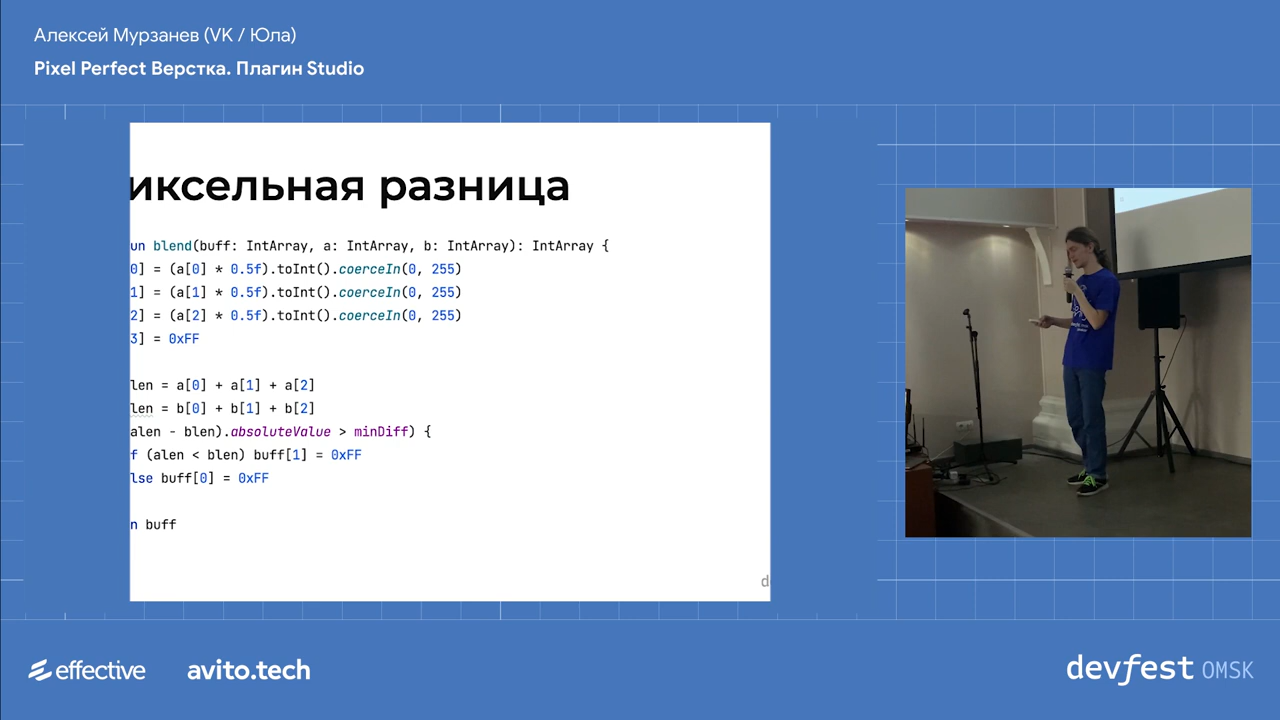 Алексей Мурзанев (VK / Юла)
Pixel Perfect Верстка. Плагин Studio
иксельная разница
un blend(buff: IntArray, a: IntArray, b: IntArray): IntArray {
0] = (a[0] * 0.5f).toInt().coerceIn(0, 255)
1] = (a[1] * 0.5f).toInt().coerceIn(0, 255)
2] = (a[2] * 0.5f).toInt().coerceIn(0, 255)
3] = 0xFF
len = a[0] + a[1] + a[2]
len = b[0] + b[1] + b[2]
alen - blen).absoluteValue > minDiff) {
f (alen < blen) buff[1] = 0xFF
lse buff[0] = 0xFF
n buff
d
effective
avito.tech
devfest OMSK